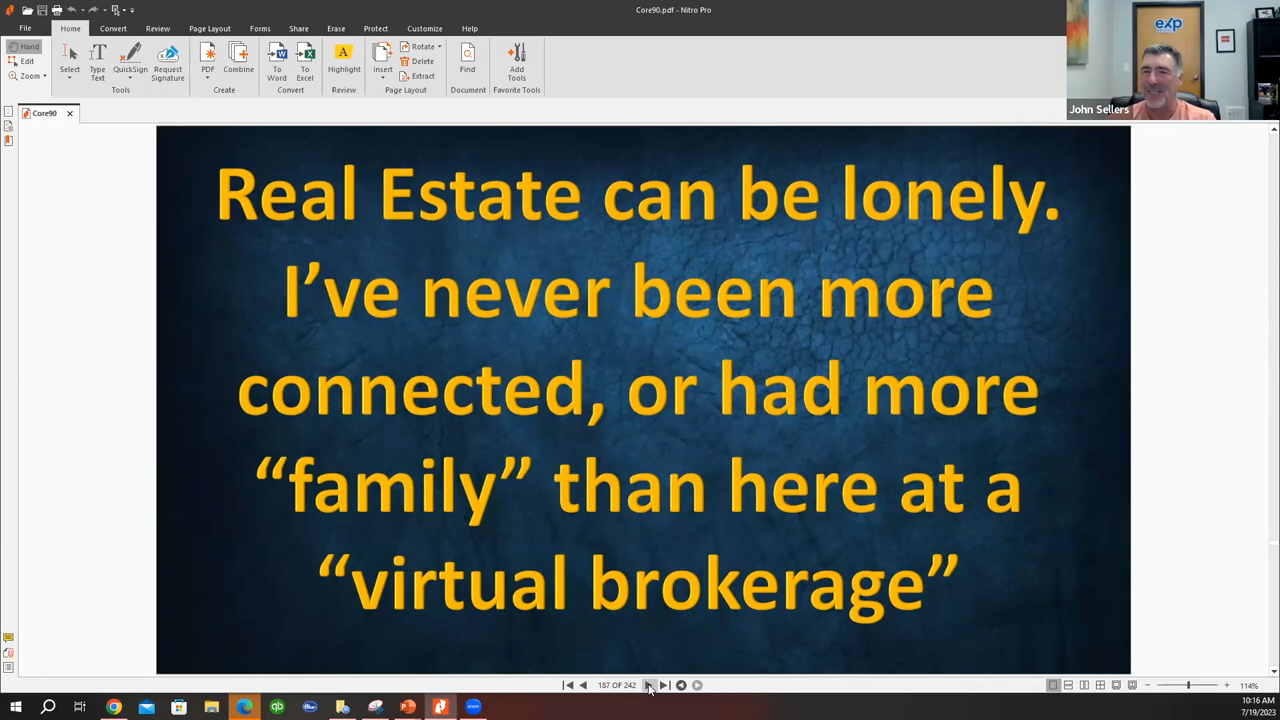 Core90.pdf - Nitro Pro
File Home Convert Review Page Layout Forms Share Erase Protect Customize Help
Hand
Edit
Zoom
Select
Type Text
QuickSign
Request Signature
Tools
PDF
Combine
Create
To Word
To Excel
Convert
Highlight
Review
Insert
Rotate
Delete
Extract
Page Layout
Find
Document
Add Tools
Favorite Tools
exp
John Sellers
Core90
Real Estate can be lonely.
I’ve never been more
connected, or had more
“family” than here at a
“virtual brokerage”
187 OF 242
114%
10:16 AM
7/19/2023